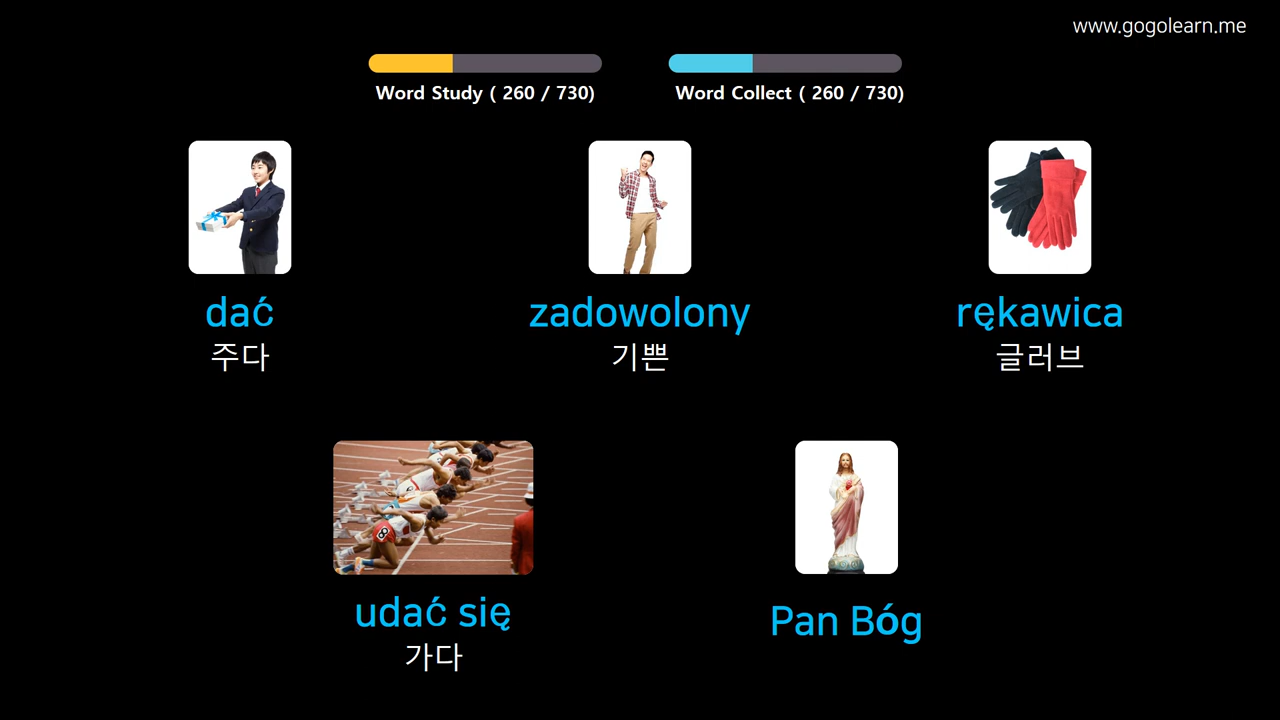 www.gogolearn.me
Word Study ( 260 / 730)
Word Collect ( 260 / 730)
dać
주다
zadowolony
기쁜
rękawica
글러브
udać się
가다
Pan Bóg